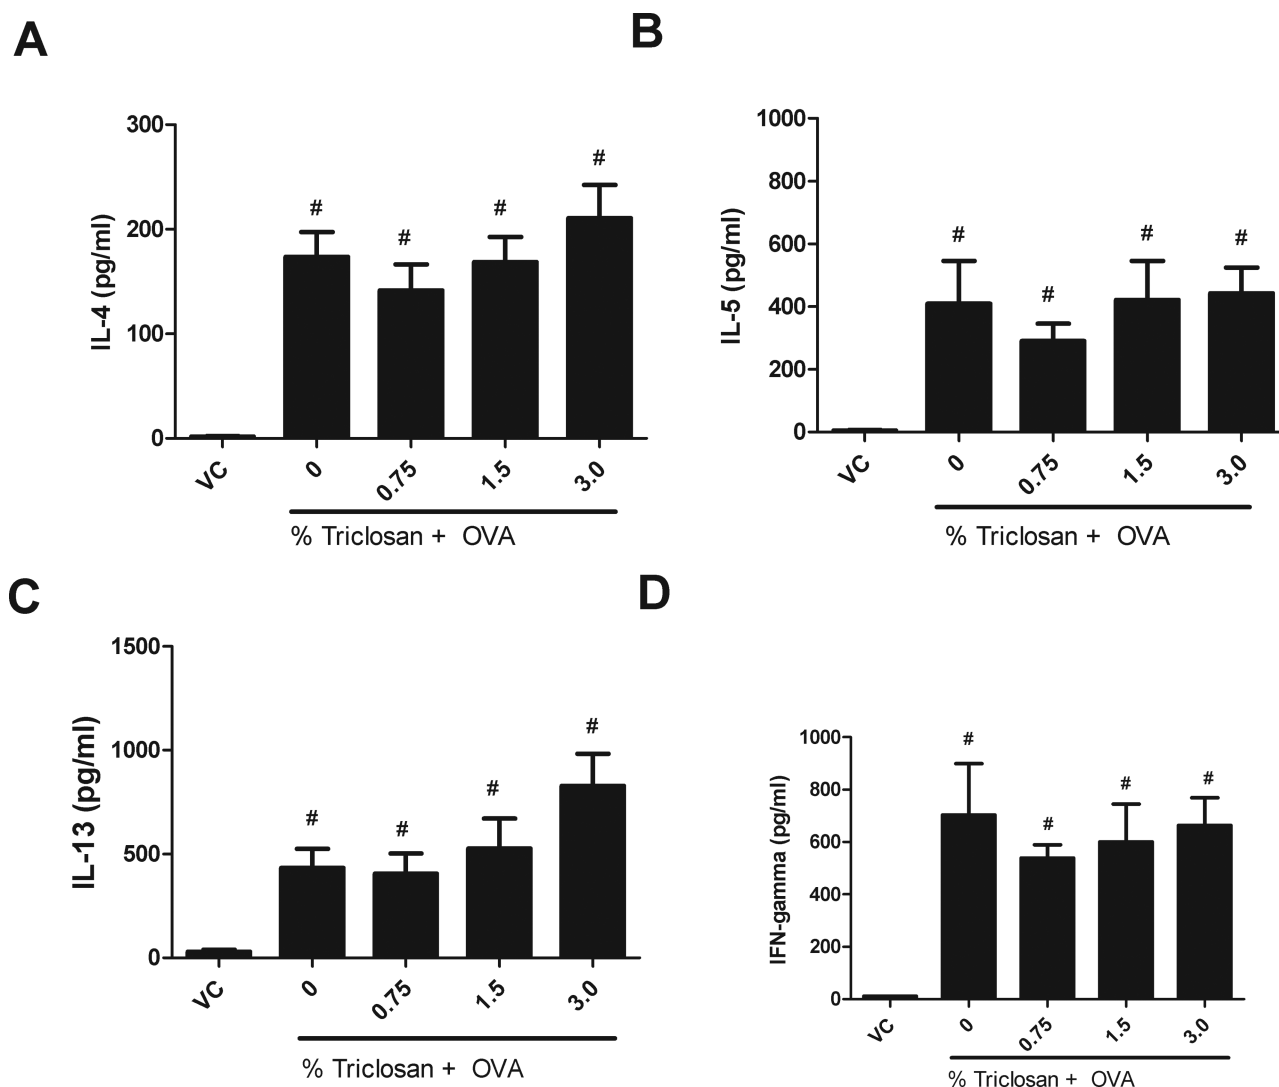 A
300
200
100
0
IL-4 (pg/ml)
# # # #
VC 0 0.75 1.5 3.0
% Triclosan + OVA
B
1000
800
600
400
200
0
IL-5 (pg/ml)
# # # #
VC 0 0.75 1.5 3.0
% Triclosan + OVA
C
1500
1000
500
0
IL-13 (pg/ml)
# # # #
VC 0 0.75 1.5 3.0
% Triclosan + OVA
D
1000
800
600
400
200
0
IFN-gamma (pg/ml)
# # # #
VC 0 0.75 1.5 3.0
% Triclosan + OVA